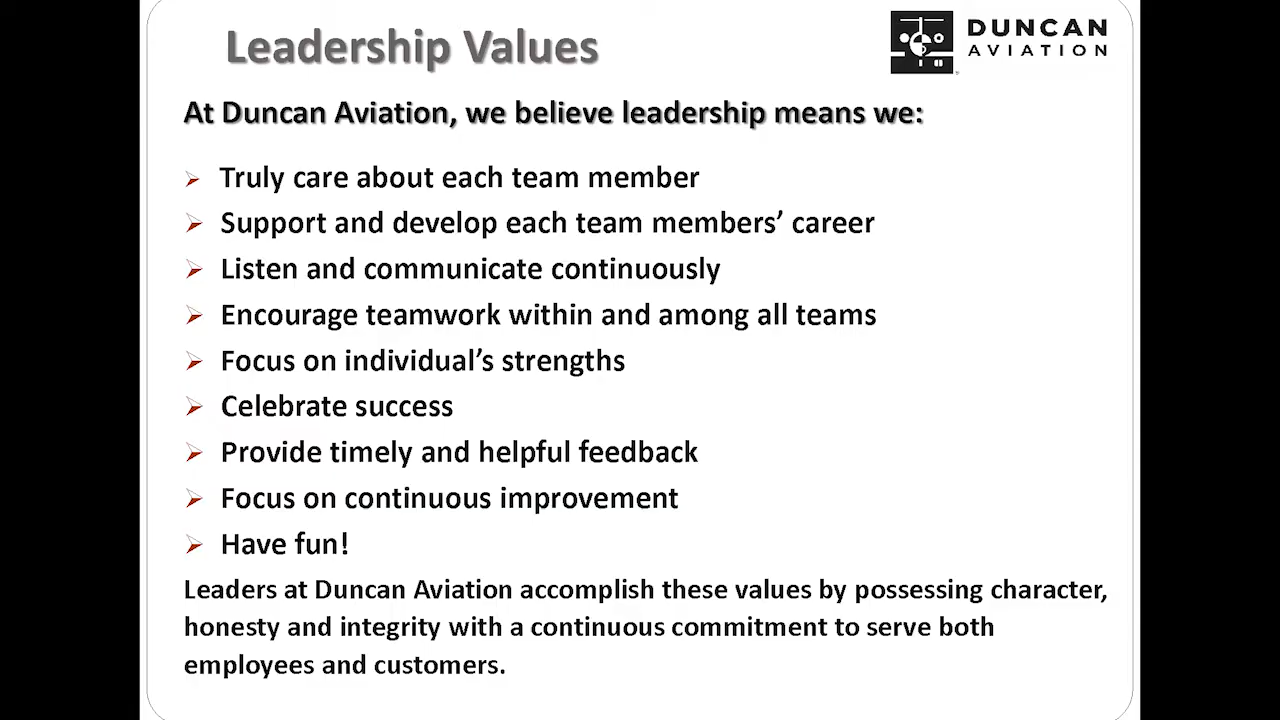 Leadership Values
DUNCAN
AVIATION
At Duncan Aviation, we believe leadership means we:
Truly care about each team member
Support and develop each team members’ career
Listen and communicate continuously
Encourage teamwork within and among all teams
Focus on individual’s strengths
Celebrate success
Provide timely and helpful feedback
Focus on continuous improvement
Have fun!
Leaders at Duncan Aviation accomplish these values by possessing character,
honesty and integrity with a continuous commitment to serve both
employees and customers.